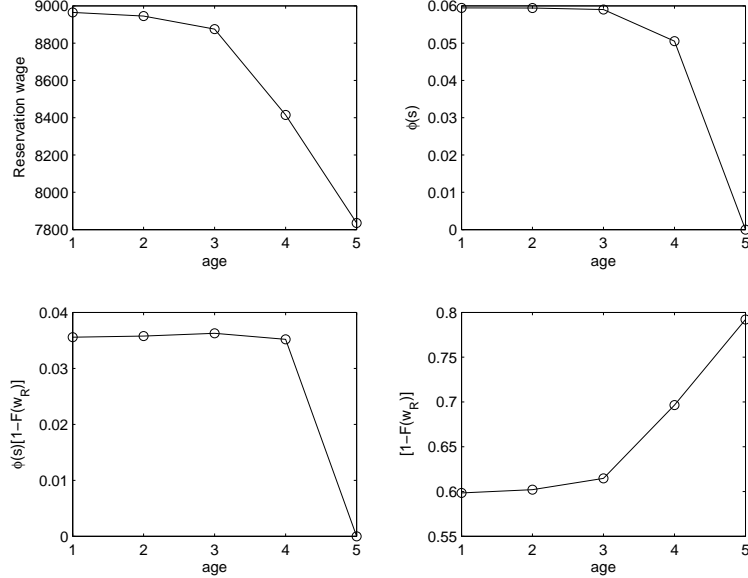 9000
8800
8600
8400
8200
8000
7800
Reservation wage
1 2 3 4 5
age
0.06
0.05
0.04
0.03
0.02
0.01
0
ϕ(s)
1 2 3 4 5
age
0.04
0.03
0.02
0.01
0
ϕ(s)[1−F(w_R)]
1 2 3 4 5
age
0.8
0.75
0.7
0.65
0.6
0.55
[1−F(w_R)]
1 2 3 4 5
age